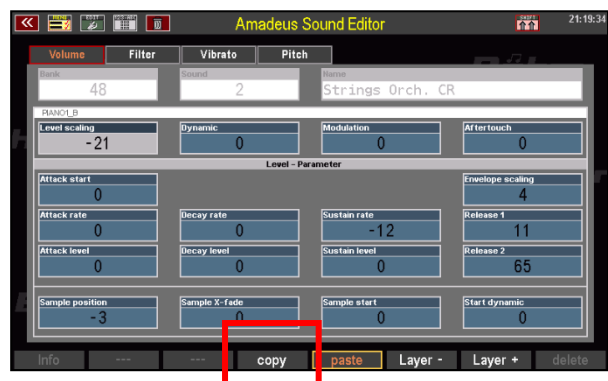 MENU EDIT Amadeus Sound Editor SHIFT 21:19:34
Volume Filter Vibrato Pitch
Bank Sound Name
48 2 Strings Orch. CR
PIANO1_B
Level scaling Dynamic Modulation Aftertouch
-21 0 0 0
Level - Parameter
Attack start Envelope scaling
0 4
Attack rate Decay rate Sustain rate Release 1
0 0 -12 11
Attack level Decay level Sustain level Release 2
0 0 0 65
Sample position Sample X-fade Sample start Start dynamic
-3 0 0 0
Info --- --- copy paste Layer - Layer + delete